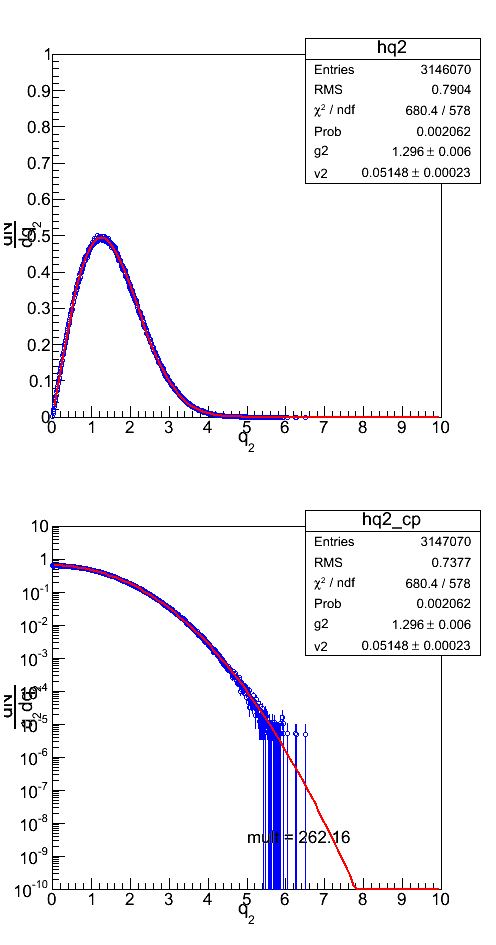 hq2
Entries 3146070
RMS 0.7904
χ² / ndf 680.4 / 578
Prob 0.002062
g2 1.296 ± 0.006
v2 0.05148 ± 0.00023
1
0.9
0.8
0.7
0.6
0.5
0.4
0.3
0.2
0.1
0
dN
dq₂
0 1 2 3 4 5 6 7 8 9 10
q₂
hq2_cp
Entries 3147070
RMS 0.7377
χ² / ndf 680.4 / 578
Prob 0.002062
g2 1.296 ± 0.006
v2 0.05148 ± 0.00023
10
1
10⁻¹
10⁻²
10⁻³
10⁻⁴
10⁻⁵
10⁻⁶
10⁻⁷
10⁻⁸
10⁻⁹
10⁻¹⁰
dN
mult = 262.16
0 1 2 3 4 5 6 7 8 9 10
q₂